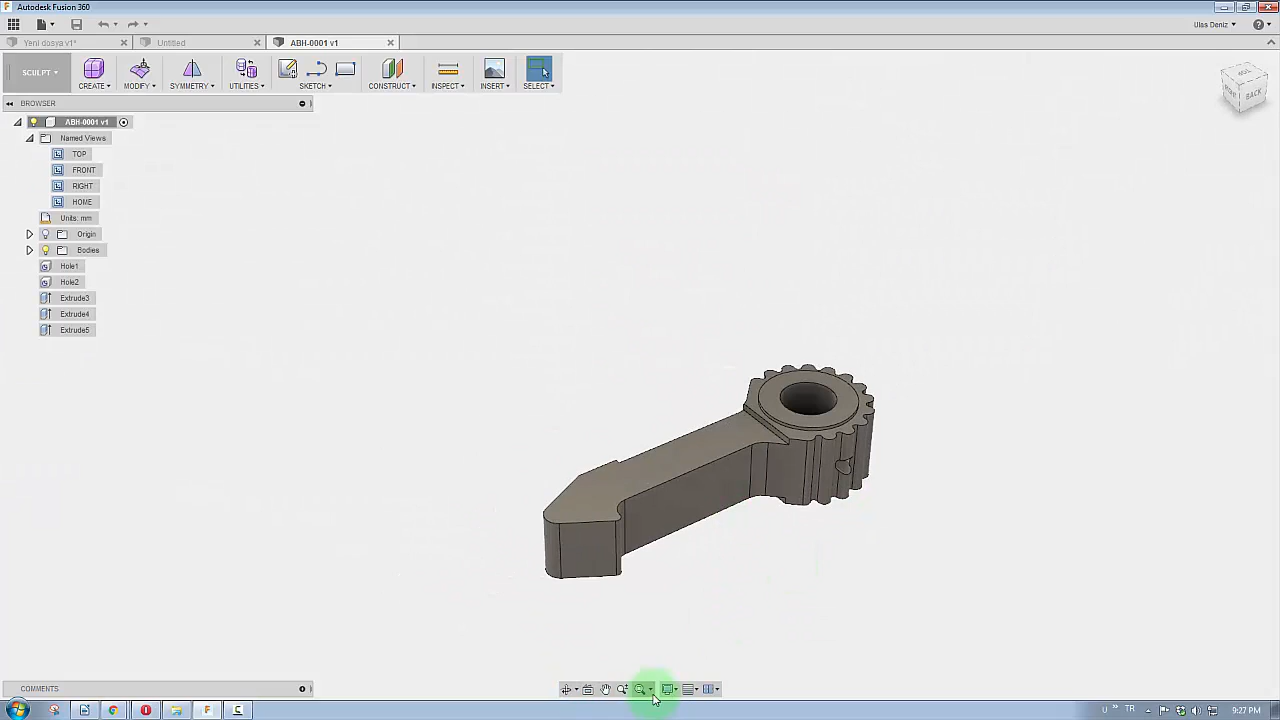 Autodesk Fusion 360
Ulas Deniz
Yeni dosya v1*
Untitled
ABH-0001 v1
SCULPT
CREATE
MODIFY
SYMMETRY
UTILITIES
SKETCH
CONSTRUCT
INSPECT
INSERT
SELECT
BROWSER
BACK
ABH-0001 v1
Named Views
TOP
FRONT
RIGHT
HOME
Units: mm
Origin
Bodies
Hole1
Hole2
Extrude3
Extrude4
Extrude5
COMMENTS
TR
9:27 PM